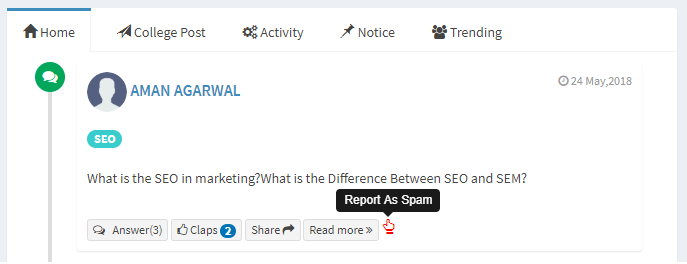 Home College Post Activity Notice Trending
AMAN AGARWAL 24 May,2018
SEO
What is the SEO in marketing?What is the Difference Between SEO and SEM?
Report As Spam
Answer(3) Claps 2 Share Read more »